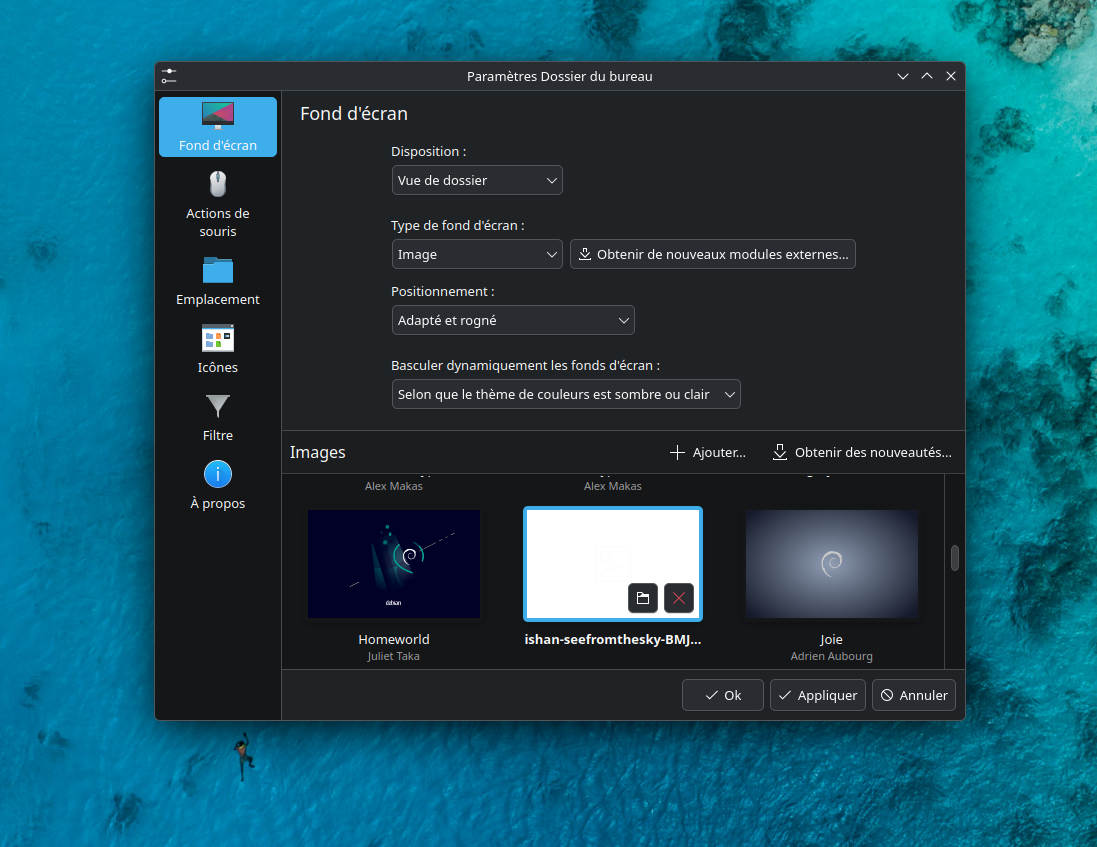 Paramètres Dossier du bureau
Fond d'écran
Actions de
souris
Emplacement
Icônes
Filtre
À propos
Fond d'écran
Disposition :
Vue de dossier
Type de fond d'écran :
Image
Obtenir de nouveaux modules externes...
Positionnement :
Adapté et rogné
Basculer dynamiquement les fonds d'écran :
Selon que le thème de couleurs est sombre ou clair
Images
Ajouter...
Obtenir des nouveautés...
Alex Makas
Alex Makas
debian
Homeworld
Juliet Taka
ishan-seefromthesky-BMJ...
Joie
Adrien Aubourg
Ok
Appliquer
Annuler